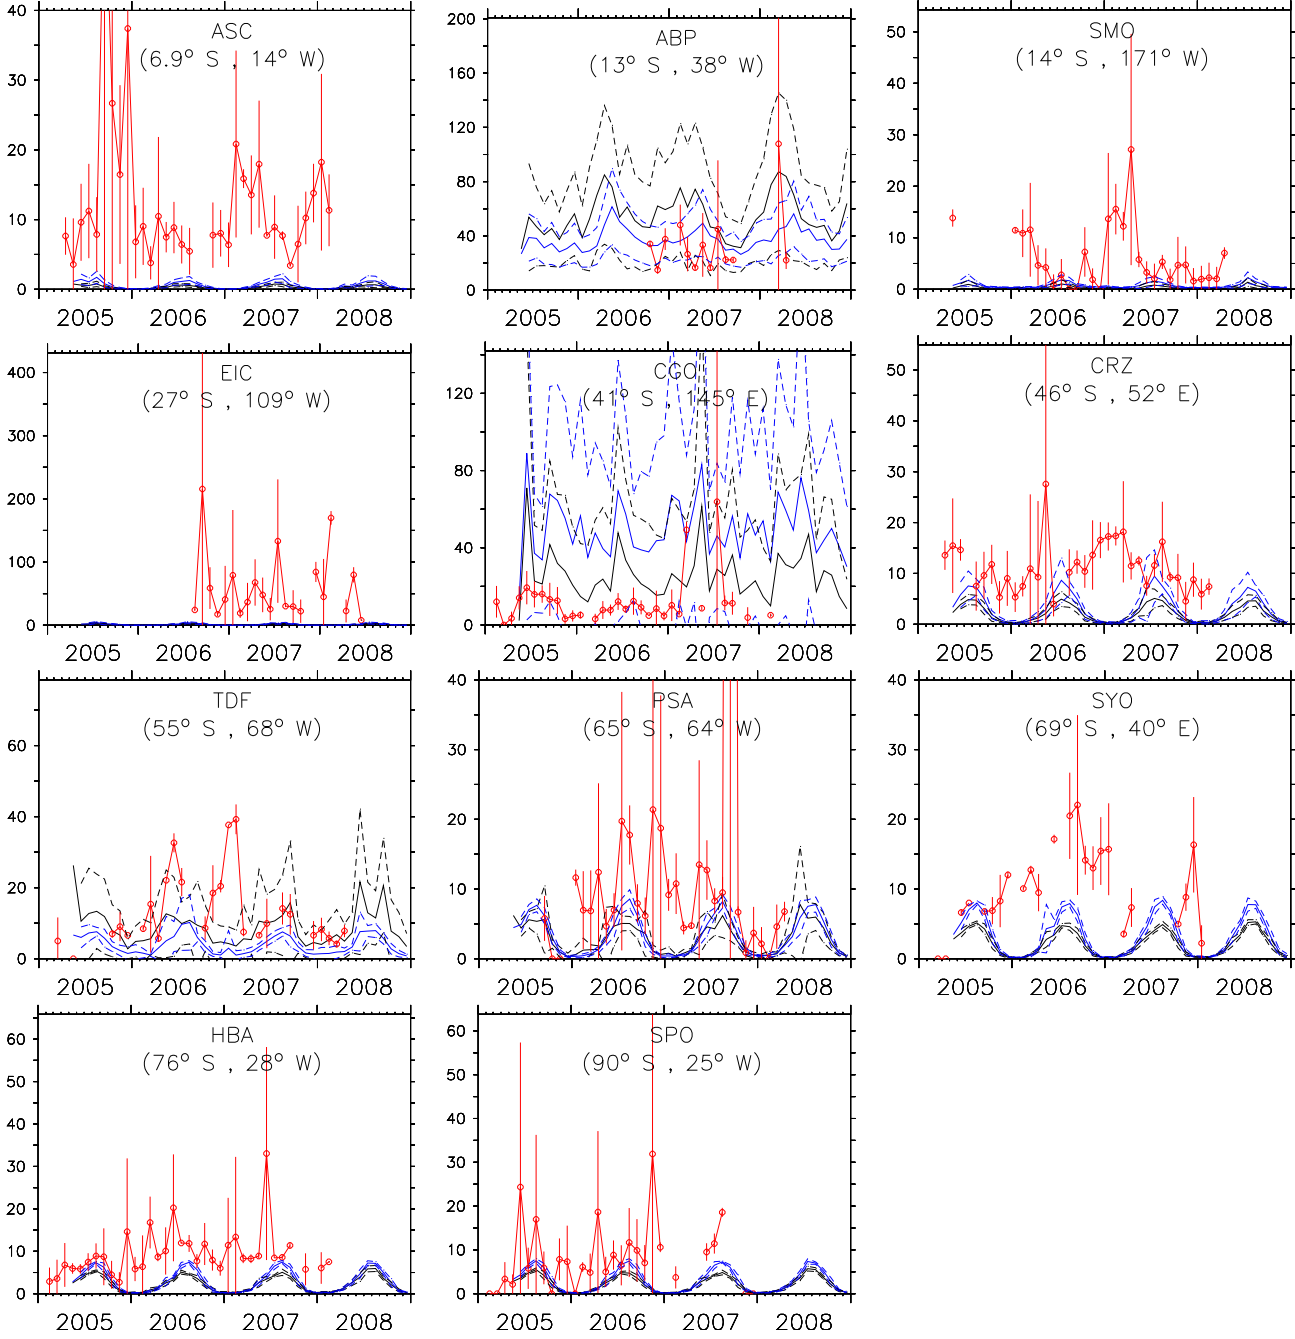 ASC
(6.9° S , 14° W)
40
30
20
10
0
2005 2006 2007 2008
ABP
(13° S , 38° W)
200
160
120
80
40
0
2005 2006 2007 2008
SMO
(14° S , 171° W)
50
40
30
20
10
0
2005 2006 2007 2008
EIC
(27° S , 109° W)
400
300
200
100
0
2005 2006 2007 2008
CGO
(41° S , 145° E)
120
80
40
0
2005 2006 2007 2008
CRZ
(46° S , 52° E)
50
40
30
20
10
0
2005 2006 2007 2008
TDF
(55° S , 68° W)
60
40
20
0
2005 2006 2007 2008
PSA
(65° S , 64° W)
40
30
20
10
0
2005 2006 2007 2008
SYO
(69° S , 40° E)
40
30
20
10
0
2005 2006 2007 2008
HBA
(76° S , 28° W)
60
50
40
30
20
10
0
2005 2006 2007 2008
SPO
(90° S , 25° W)
60
50
40
30
20
10
0
2005 2006 2007 2008